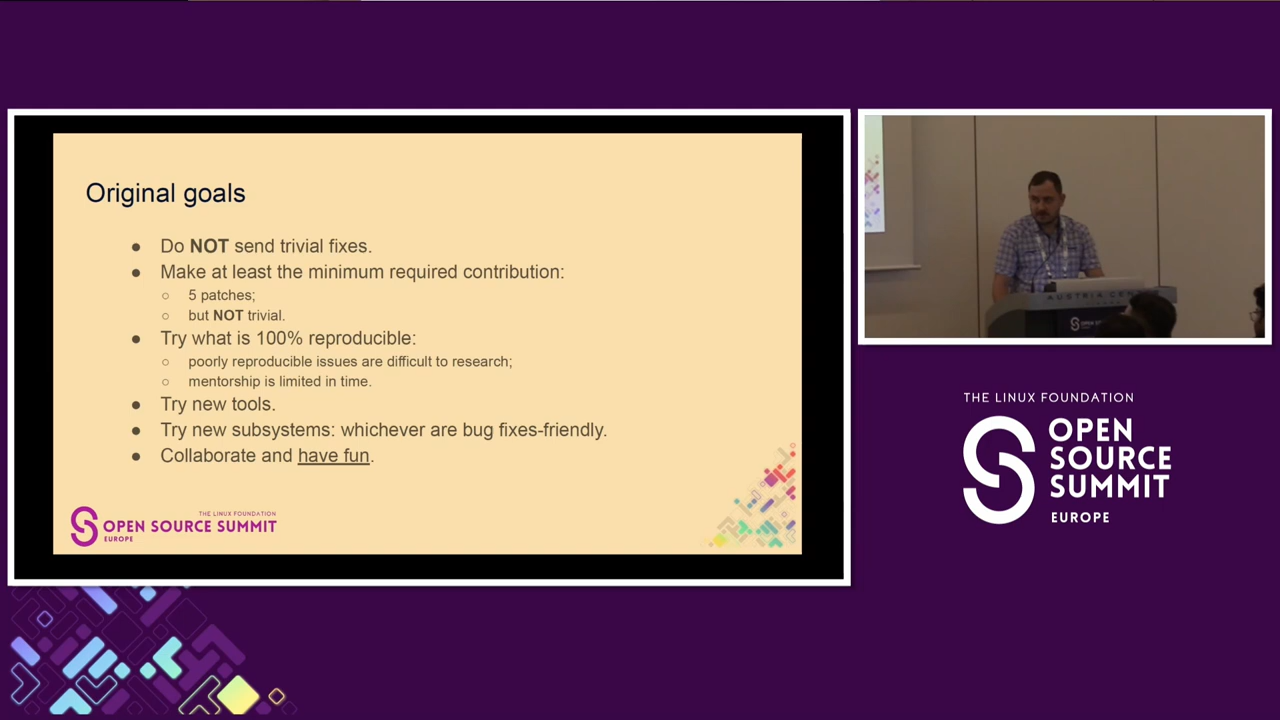 Original goals
● Do NOT send trivial fixes.
● Make at least the minimum required contribution:
○ 5 patches;
○ but NOT trivial.
● Try what is 100% reproducible:
○ poorly reproducible issues are difficult to research;
○ mentorship is limited in time.
● Try new tools.
● Try new subsystems: whichever are bug fixes-friendly.
● Collaborate and have fun.
THE LINUX FOUNDATION
OPEN SOURCE SUMMIT
EUROPE
AUSTRIA CEN
THE LINUX FOUNDATION
OPEN
SOURCE
SUMMIT
EUROPE